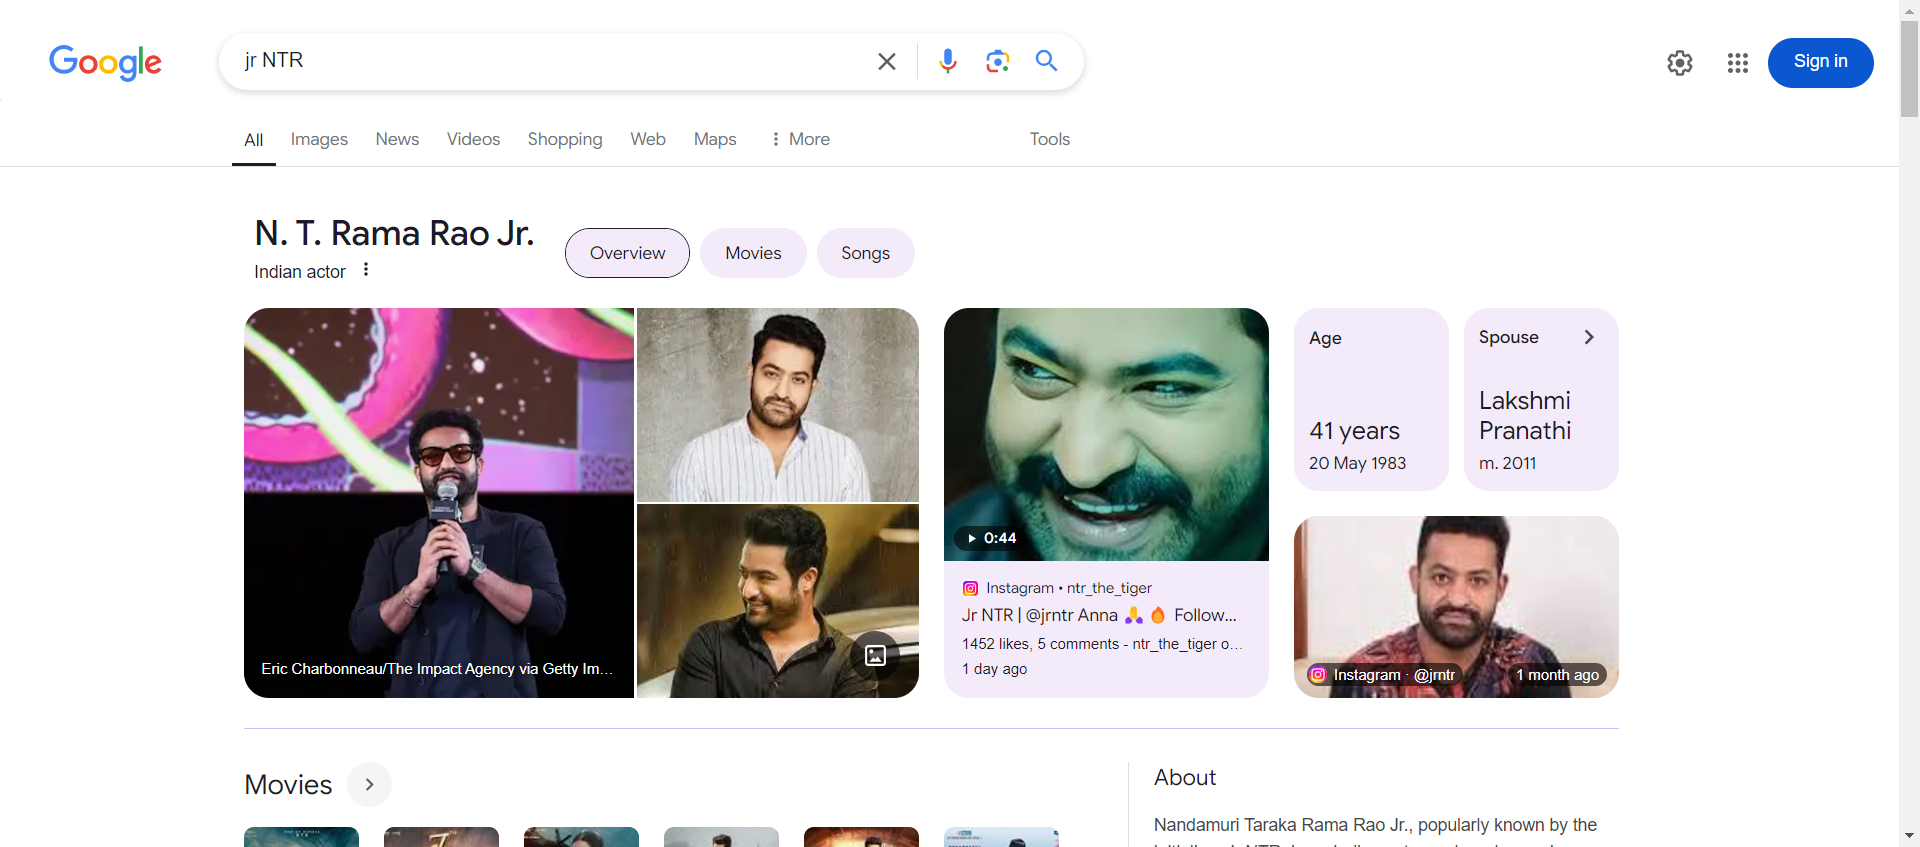 Google
jr NTR
Sign in
All Images News Videos Shopping Web Maps More Tools
N. T. Rama Rao Jr.
Indian actor
Overview Movies Songs
Eric Charbonneau/The Impact Agency via Getty Im...
0:44
Instagram • ntr_the_tiger
Jr NTR | @jrntr Anna 🙏 🔥 Follow...
1452 likes, 5 comments - ntr_the_tiger o...
1 day ago
Age
41 years
20 May 1983
Spouse
Lakshmi
Pranathi
m. 2011
Instagram · @jrntr
1 month ago
Movies
About
Nandamuri Taraka Rama Rao Jr., popularly known by the